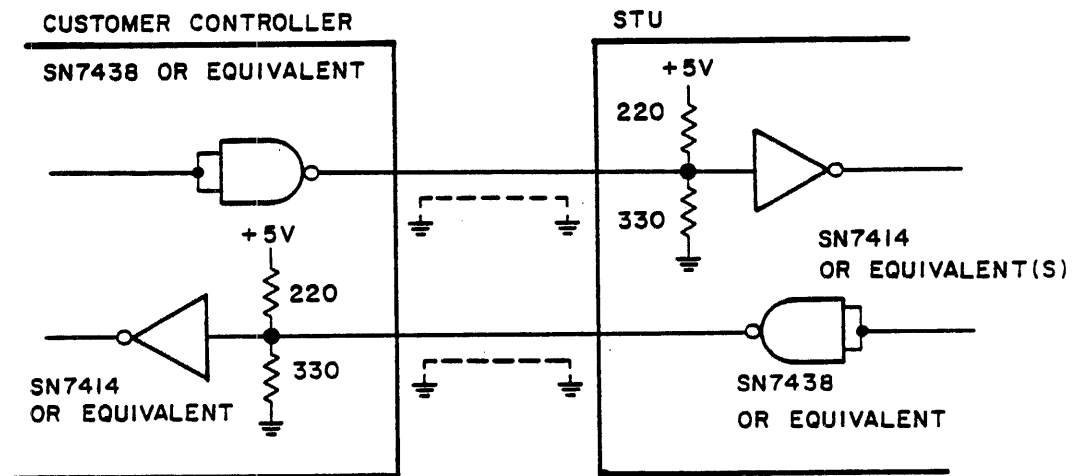 CUSTOMER CONTROLLER
STU
SN7438 OR EQUIVALENT
+5V
220
330
SN7414
OR EQUIVALENT(S)
+5V
220
330
SN7414
OR EQUIVALENT
SN7438
OR EQUIVALENT